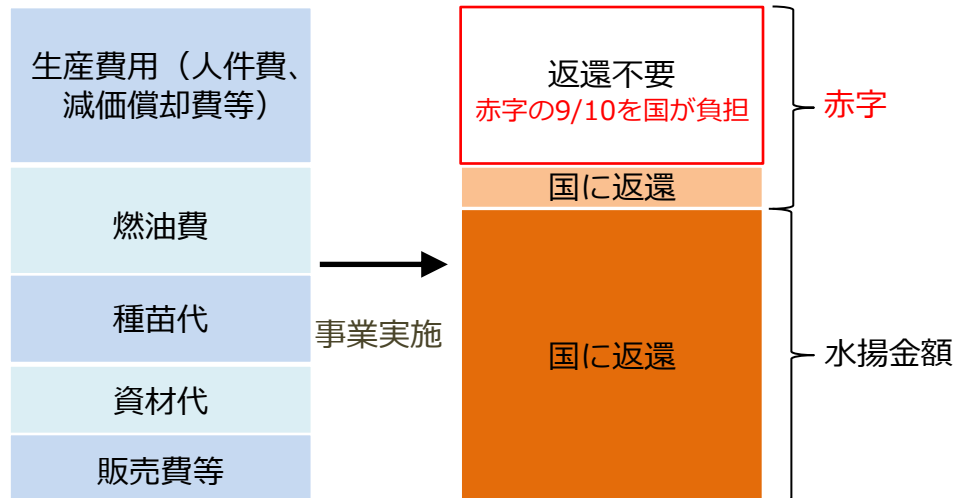 生産費用（人件費、
減価償却費等）
燃油費
種苗代
資材代
販売費等
事業実施
返還不要
赤字の9/10を国が負担
国に返還
国に返還
赤字
水揚金額